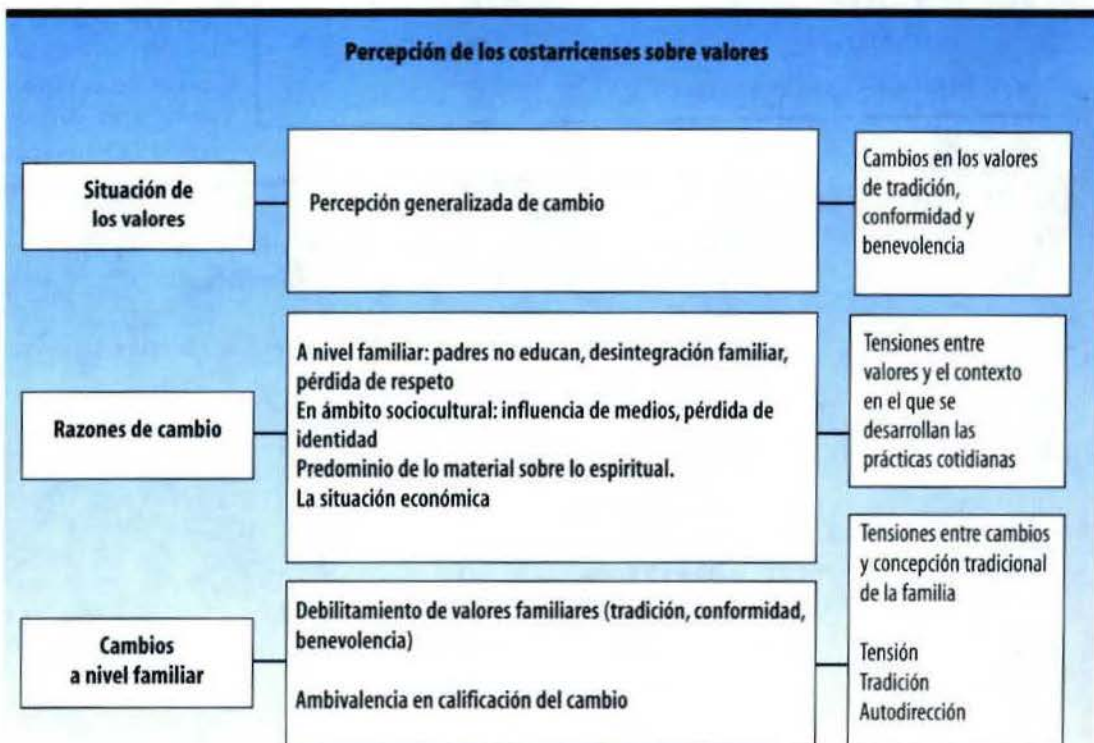 Percepción de los costarricenses sobre valores
Situación de
los valores
Percepción generalizada de cambio
Cambios en los valores
de tradición,
conformidad y
benevolencia
Razones de cambio
A nivel familiar: padres no educan, desintegración familiar,
pérdida de respeto
En ámbito sociocultural: influencia de medios, pérdida de
identidad
Predominio de lo material sobre lo espiritual.
La situación económica
Tensiones entre
valores y el contexto
en el que se
desarrollan las
prácticas cotidianas
Cambios
a nivel familiar
Debilitamiento de valores familiares (tradición, conformidad,
benevolencia)
Ambivalencia en calificación del cambio
Tensiones entre cambios
y concepción tradicional
de la familia
Tensión
Tradición
Autodirección